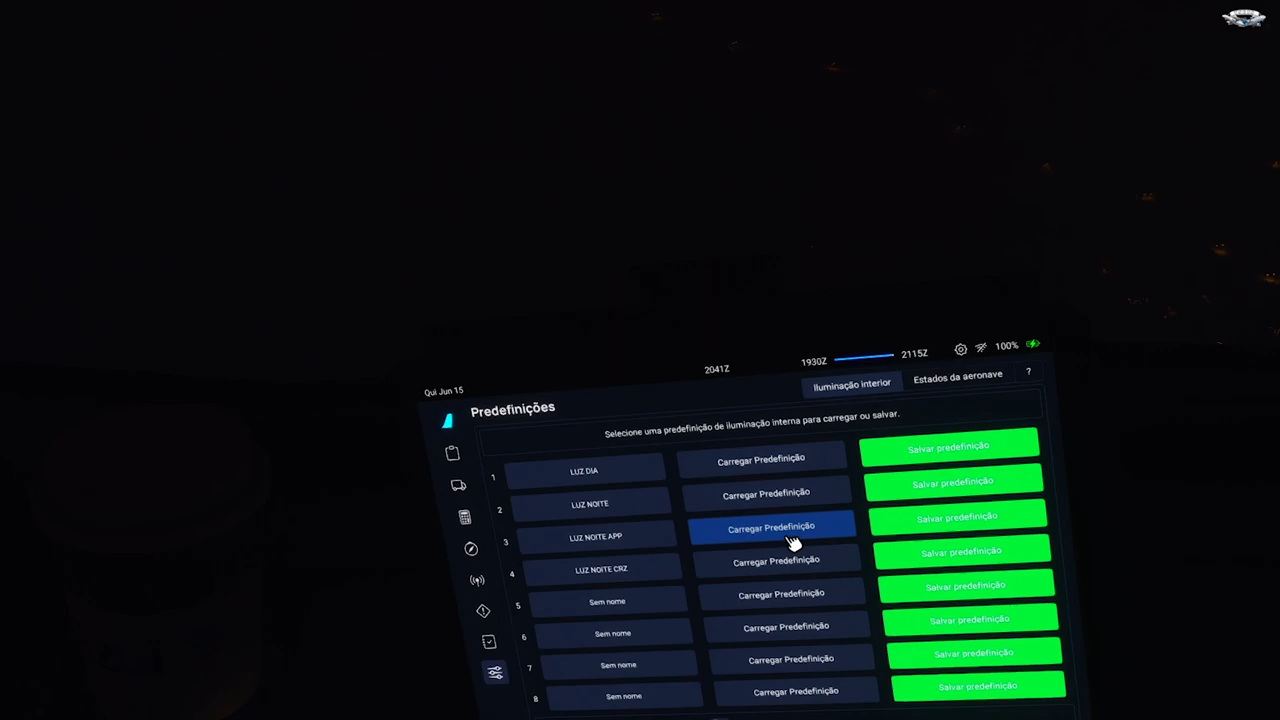 Qui Jun 15 2041Z 1930Z 2115Z 100%
Predefinições Iluminação interior Estados da aeronave ?
Selecione uma predefinição de iluminação interna para carregar ou salvar.
1 LUZ DIA Carregar Predefinição Salvar predefinição
2 LUZ NOITE Carregar Predefinição Salvar predefinição
3 LUZ NOITE APP Carregar Predefinição Salvar predefinição
4 LUZ NOITE CRZ Carregar Predefinição Salvar predefinição
5 Sem nome Carregar Predefinição Salvar predefinição
6 Sem nome Carregar Predefinição Salvar predefinição
7 Sem nome Carregar Predefinição Salvar predefinição
8 Sem nome Carregar Predefinição Salvar predefinição